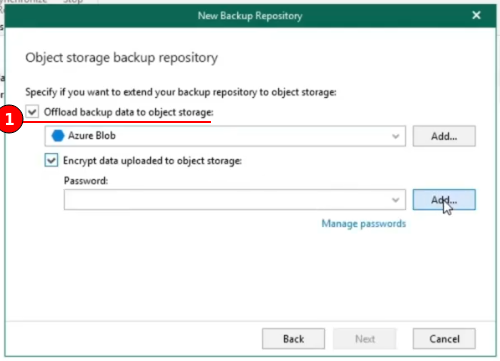 New Backup Repository
Object storage backup repository
Specify if you want to extend your backup repository to object storage:
1
Offload backup data to object storage:
Azure Blob
Add...
Encrypt data uploaded to object storage:
Password:
Add...
Manage passwords
Back
Next
Cancel